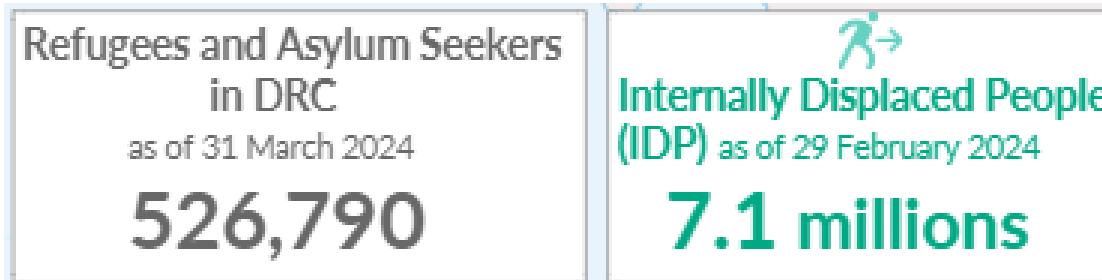 Refugees and Asylum Seekers
in DRC
as of 31 March 2024
526,790
Internally Displaced People
(IDP) as of 29 February 2024
7.1 millions